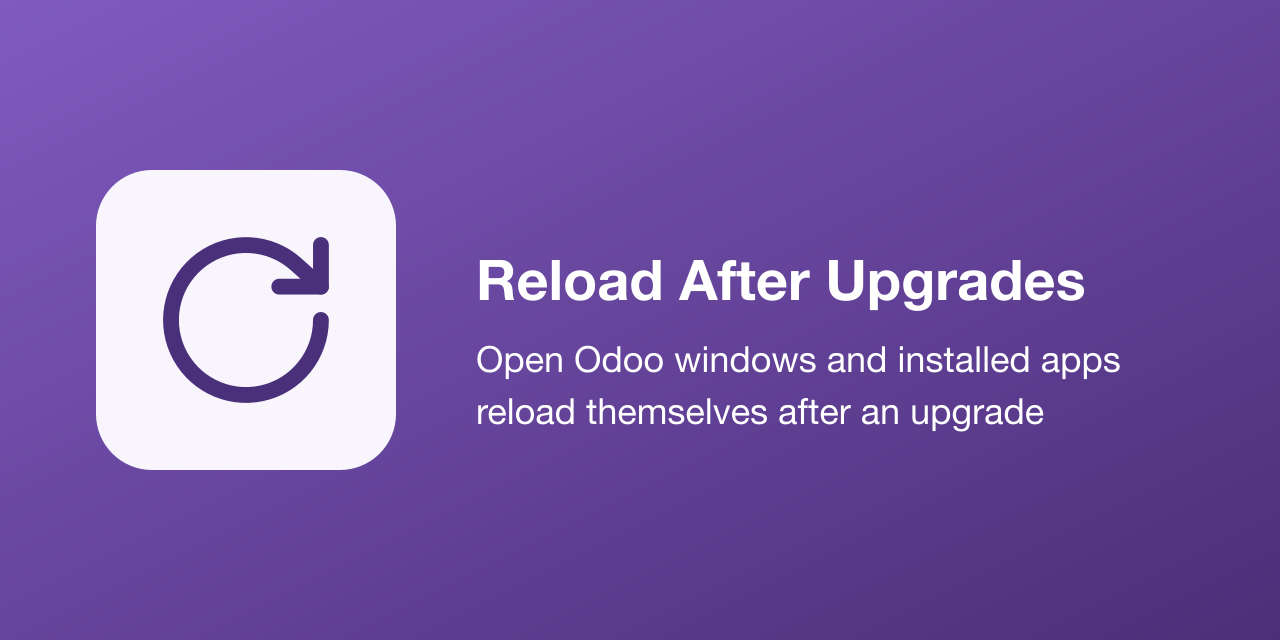 Reload After Upgrades
Open Odoo windows and installed apps
reload themselves after an upgrade